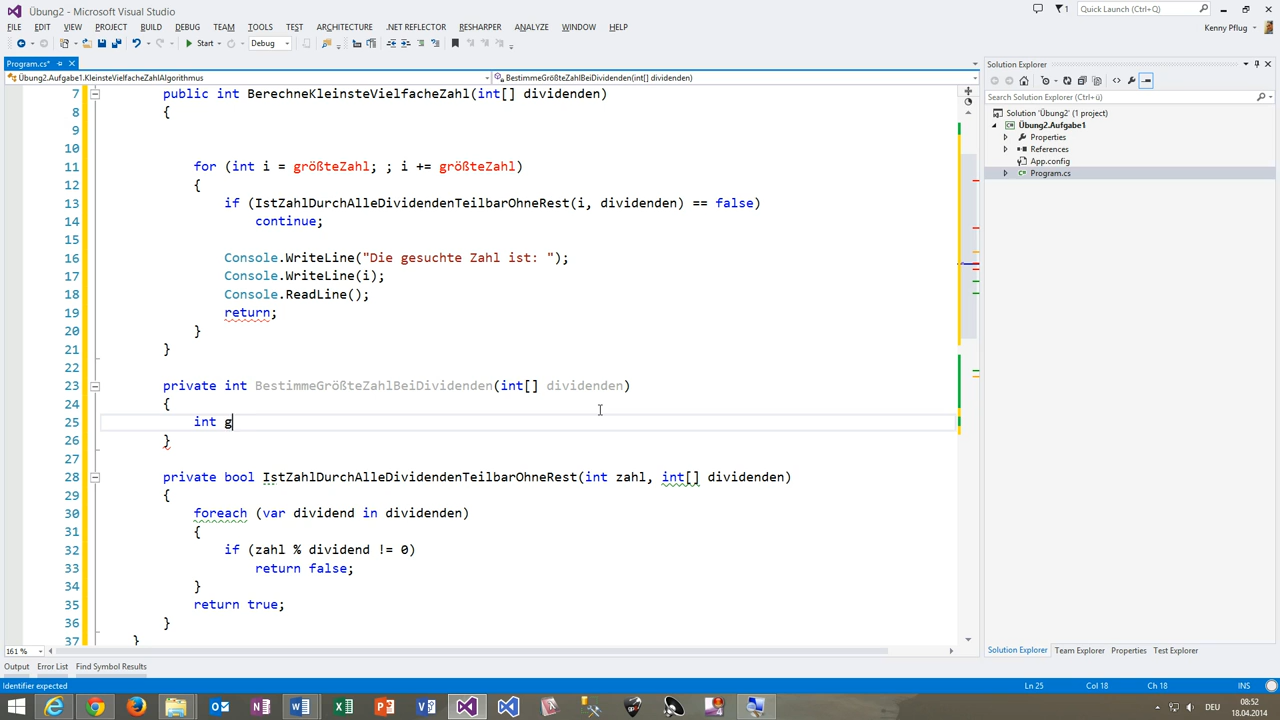 Übung2 - Microsoft Visual Studio
1
Quick Launch (Ctrl+Q)
FILE EDIT VIEW PROJECT BUILD DEBUG TEAM TOOLS TEST ARCHITECTURE .NET REFLECTOR RESHARPER ANALYZE WINDOW HELP
Kenny Pflug
Start Debug
Program.cs
Solution Explorer
Übung2.Aufgabe1.KleinsteVielfacheZahlAlgorithmus
BestimmeGrößteZahlBeiDividenden(int[] dividenden)
Search Solution Explorer (Ctrl+ü)
Solution 'Übung2' (1 project)
Übung2.Aufgabe1
Properties
References
App.config
Program.cs
7 public int BerechneKleinsteVielfacheZahl(int[] dividenden)
8 {
9
10
11 for (int i = größteZahl; ; i += größteZahl)
12 {
13 if (IstZahlDurchAlleDividendenTeilbarOhneRest(i, dividenden) == false)
14 continue;
15
16 Console.WriteLine("Die gesuchte Zahl ist: ");
17 Console.WriteLine(i);
18 Console.ReadLine();
19 return;
20 }
21 }
22
23 private int BestimmeGrößteZahlBeiDividenden(int[] dividenden)
24 {
25 int g
26 }
27
28 private bool IstZahlDurchAlleDividendenTeilbarOhneRest(int zahl, int[] dividenden)
29 {
30 foreach (var dividend in dividenden)
31 {
32 if (zahl % dividend != 0)
33 return false;
34 }
35 return true;
36 }
37 }
161 %
Solution Explorer Team Explorer Properties Test Explorer
Output Error List Find Symbol Results
Identifier expected
Ln 25 Col 18 Ch 18 INS
DEU
08:52
18.04.2014